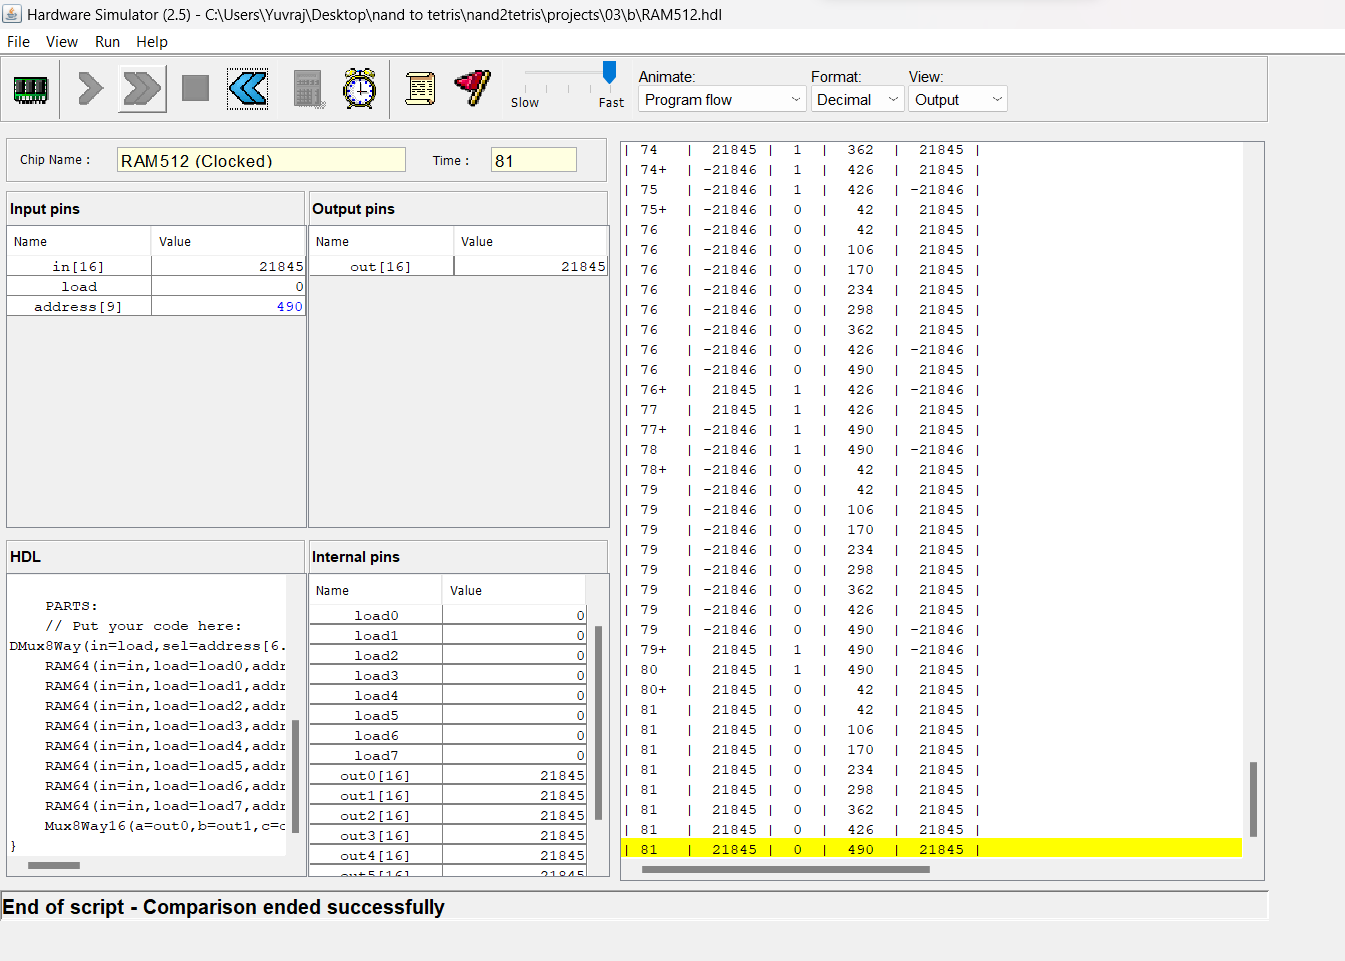 Hardware Simulator (2.5) - C:\Users\Yuvraj\Desktop\nand to tetris\nand2tetris\projects\03\b\RAM512.hdl
File View Run Help
Slow Fast
Animate: Format: View:
Program flow Decimal Output
Chip Name : RAM512 (Clocked) Time : 81
Input pins
Name Value
in[16] 21845
load 0
address[9] 490
Output pins
Name Value
out[16] 21845
HDL
PARTS:
// Put your code here:
DMux8Way(in=load,sel=address[6.
RAM64(in=in,load=load0,addr
RAM64(in=in,load=load1,addr
RAM64(in=in,load=load2,addr
RAM64(in=in,load=load3,addr
RAM64(in=in,load=load4,addr
RAM64(in=in,load=load5,addr
RAM64(in=in,load=load6,addr
RAM64(in=in,load=load7,addr
Mux8Way16(a=out0,b=out1,c=o
}
Internal pins
Name Value
load0 0
load1 0
load2 0
load3 0
load4 0
load5 0
load6 0
load7 0
out0[16] 21845
out1[16] 21845
out2[16] 21845
out3[16] 21845
out4[16] 21845
out5[16] 21845
| 74 | 21845 | 1 | 362 | 21845 |
| 74+ | -21846 | 1 | 426 | 21845 |
| 75 | -21846 | 1 | 426 | -21846 |
| 75+ | -21846 | 0 | 42 | 21845 |
| 76 | -21846 | 0 | 42 | 21845 |
| 76 | -21846 | 0 | 106 | 21845 |
| 76 | -21846 | 0 | 170 | 21845 |
| 76 | -21846 | 0 | 234 | 21845 |
| 76 | -21846 | 0 | 298 | 21845 |
| 76 | -21846 | 0 | 362 | 21845 |
| 76 | -21846 | 0 | 426 | -21846 |
| 76 | -21846 | 0 | 490 | 21845 |
| 76+ | 21845 | 1 | 426 | -21846 |
| 77 | 21845 | 1 | 426 | 21845 |
| 77+ | -21846 | 1 | 490 | 21845 |
| 78 | -21846 | 1 | 490 | -21846 |
| 78+ | -21846 | 0 | 42 | 21845 |
| 79 | -21846 | 0 | 42 | 21845 |
| 79 | -21846 | 0 | 106 | 21845 |
| 79 | -21846 | 0 | 170 | 21845 |
| 79 | -21846 | 0 | 234 | 21845 |
| 79 | -21846 | 0 | 298 | 21845 |
| 79 | -21846 | 0 | 362 | 21845 |
| 79 | -21846 | 0 | 426 | 21845 |
| 79 | -21846 | 0 | 490 | -21846 |
| 79+ | 21845 | 1 | 490 | -21846 |
| 80 | 21845 | 1 | 490 | 21845 |
| 80+ | 21845 | 0 | 42 | 21845 |
| 81 | 21845 | 0 | 42 | 21845 |
| 81 | 21845 | 0 | 106 | 21845 |
| 81 | 21845 | 0 | 170 | 21845 |
| 81 | 21845 | 0 | 234 | 21845 |
| 81 | 21845 | 0 | 298 | 21845 |
| 81 | 21845 | 0 | 362 | 21845 |
| 81 | 21845 | 0 | 426 | 21845 |
| 81 | 21845 | 0 | 490 | 21845 |
End of script - Comparison ended successfully